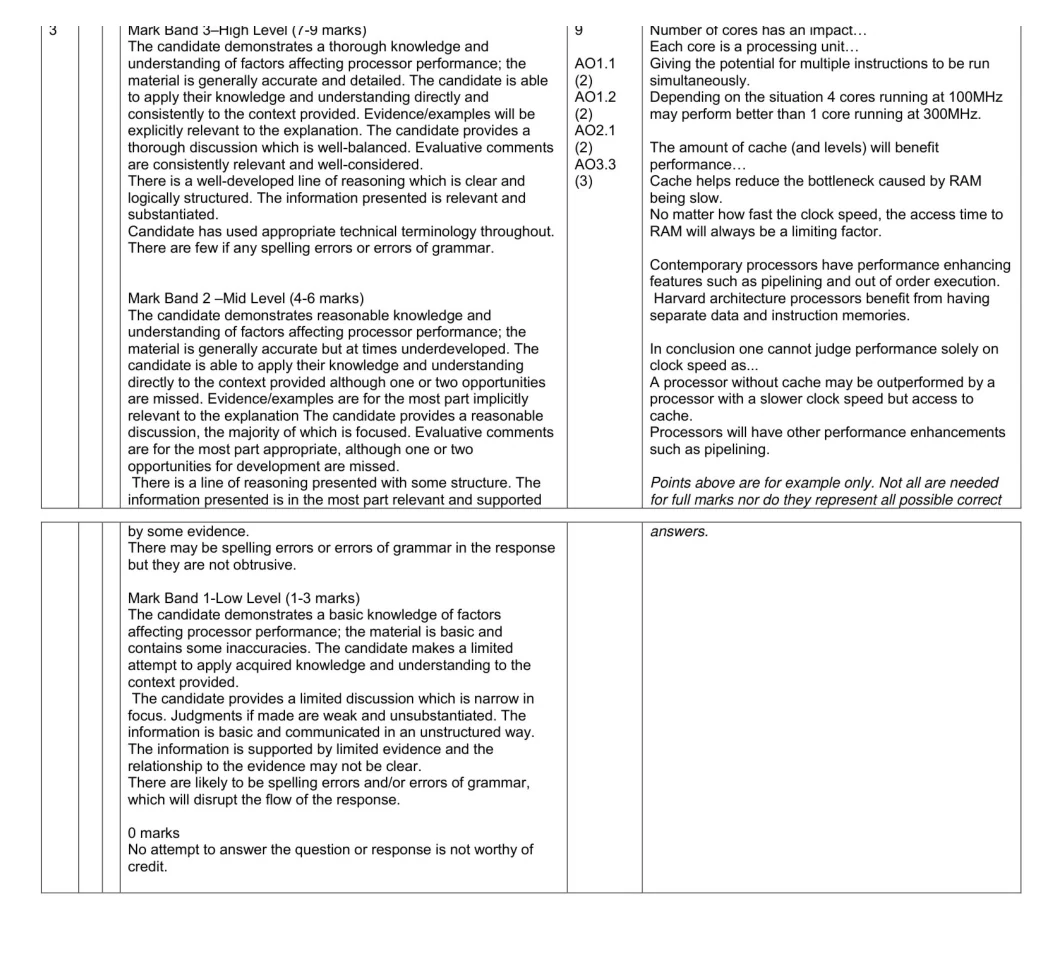 3
Mark Band 3–High Level (7-9 marks)
The candidate demonstrates a thorough knowledge and
understanding of factors affecting processor performance; the
material is generally accurate and detailed. The candidate is able
to apply their knowledge and understanding directly and
consistently to the context provided. Evidence/examples will be
explicitly relevant to the explanation. The candidate provides a
thorough discussion which is well-balanced. Evaluative comments
are consistently relevant and well-considered.
There is a well-developed line of reasoning which is clear and
logically structured. The information presented is relevant and
substantiated.
Candidate has used appropriate technical terminology throughout.
There are few if any spelling errors or errors of grammar.
Mark Band 2 –Mid Level (4-6 marks)
The candidate demonstrates reasonable knowledge and
understanding of factors affecting processor performance; the
material is generally accurate but at times underdeveloped. The
candidate is able to apply their knowledge and understanding
directly to the context provided although one or two opportunities
are missed. Evidence/examples are for the most part implicitly
relevant to the explanation The candidate provides a reasonable
discussion, the majority of which is focused. Evaluative comments
are for the most part appropriate, although one or two
opportunities for development are missed.
There is a line of reasoning presented with some structure. The
information presented is in the most part relevant and supported
9
AO1.1
(2)
AO1.2
(2)
AO2.1
(2)
AO3.3
(3)
Number of cores has an impact…
Each core is a processing unit…
Giving the potential for multiple instructions to be run
simultaneously.
Depending on the situation 4 cores running at 100MHz
may perform better than 1 core running at 300MHz.
The amount of cache (and levels) will benefit
performance…
Cache helps reduce the bottleneck caused by RAM
being slow.
No matter how fast the clock speed, the access time to
RAM will always be a limiting factor.
Contemporary processors have performance enhancing
features such as pipelining and out of order execution.
Harvard architecture processors benefit from having
separate data and instruction memories.
In conclusion one cannot judge performance solely on
clock speed as...
A processor without cache may be outperformed by a
processor with a slower clock speed but access to
cache.
Processors will have other performance enhancements
such as pipelining.
Points above are for example only. Not all are needed
for full marks nor do they represent all possible correct
by some evidence.
There may be spelling errors or errors of grammar in the response
but they are not obtrusive.
Mark Band 1-Low Level (1-3 marks)
The candidate demonstrates a basic knowledge of factors
affecting processor performance; the material is basic and
contains some inaccuracies. The candidate makes a limited
attempt to apply acquired knowledge and understanding to the
context provided.
The candidate provides a limited discussion which is narrow in
focus. Judgments if made are weak and unsubstantiated. The
information is basic and communicated in an unstructured way.
The information is supported by limited evidence and the
relationship to the evidence may not be clear.
There are likely to be spelling errors and/or errors of grammar,
which will disrupt the flow of the response.
0 marks
No attempt to answer the question or response is not worthy of
credit.
answers.